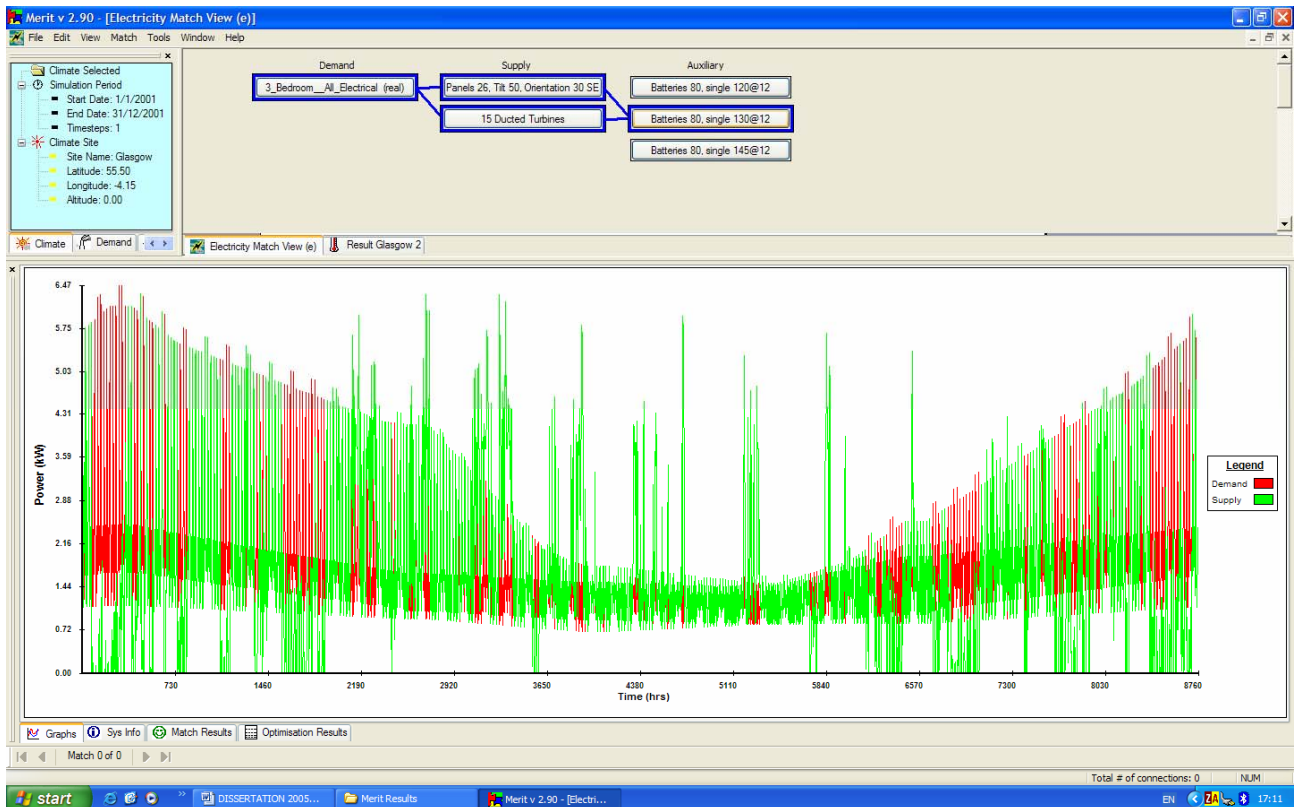 Merit v 2.90 - [Electricity Match View (e)]
File Edit View Match Tools Window Help
Climate Selected
Simulation Period
Start Date: 1/1/2001
End Date: 31/12/2001
Timesteps: 1
Climate Site
Site Name: Glasgow
Latitude: 55.50
Longitude: -4.15
Altitude: 0.00
Climate Demand
Demand Supply Auxiliary
3_Bedroom__All_Electrical (real) Panels 26, Tilt 50, Orientation 30 SE Batteries 80, single 120@12
15 Ducted Turbines Batteries 80, single 130@12
Batteries 80, single 145@12
Electricity Match View (e) Result Glasgow 2
6.47
5.75
5.03
4.31
3.59
2.88
2.16
1.44
0.72
0.00
Power (kW)
730 1460 2190 2920 3650 4380 5110 5840 6570 7300 8030 8760
Time (hrs)
Legend
Demand
Supply
Graphs Sys Info Match Results Optimisation Results
Match 0 of 0
Total # of connections: 0 NUM
start DISSERTATION 2005... Merit Results Merit v 2.90 - [Electri... EN ZA 17:11